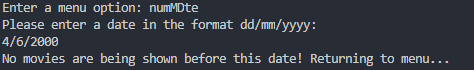 Enter a menu option: numMDte
Please enter a date in the format dd/mm/yyyy:
4/6/2000
No movies are being shown before this date! Returning to menu...